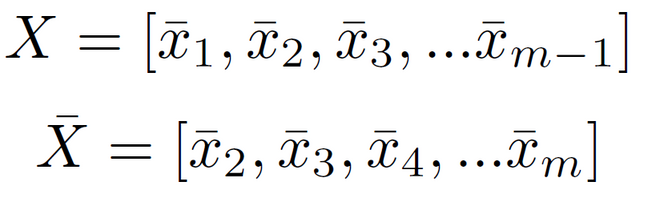 X = [x̄₁, x̄₂, x̄₃, ...x̄ₘ₋₁]
X̄ = [x̄₂, x̄₃, x̄₄, ...x̄ₘ]